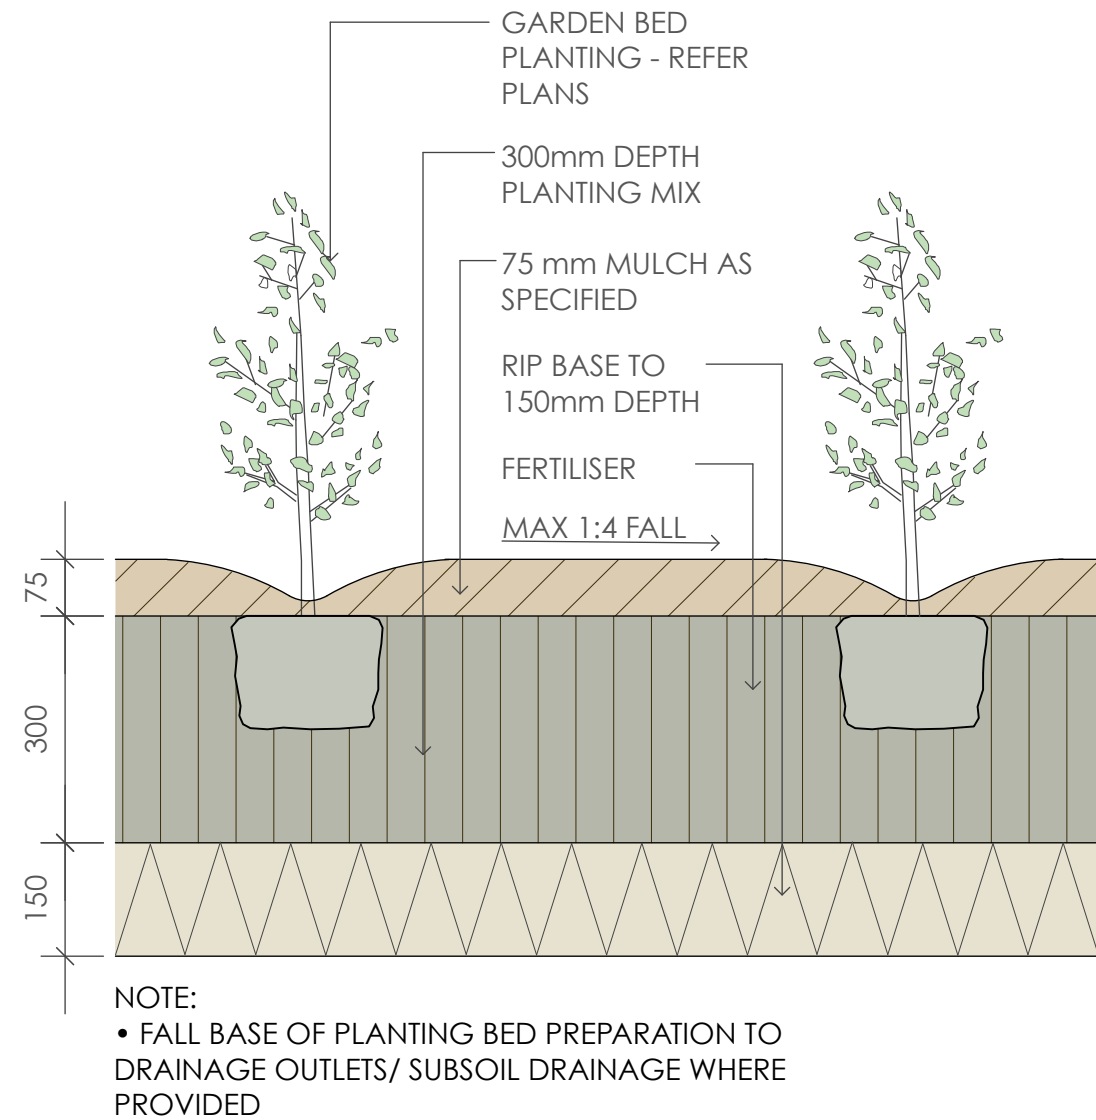 GARDEN BED
PLANTING - REFER
PLANS
300mm DEPTH
PLANTING MIX
75 mm MULCH AS
SPECIFIED
RIP BASE TO
150mm DEPTH
FERTILISER
MAX 1:4 FALL
75
300
150
NOTE:
• FALL BASE OF PLANTING BED PREPARATION TO
DRAINAGE OUTLETS/ SUBSOIL DRAINAGE WHERE
PROVIDED